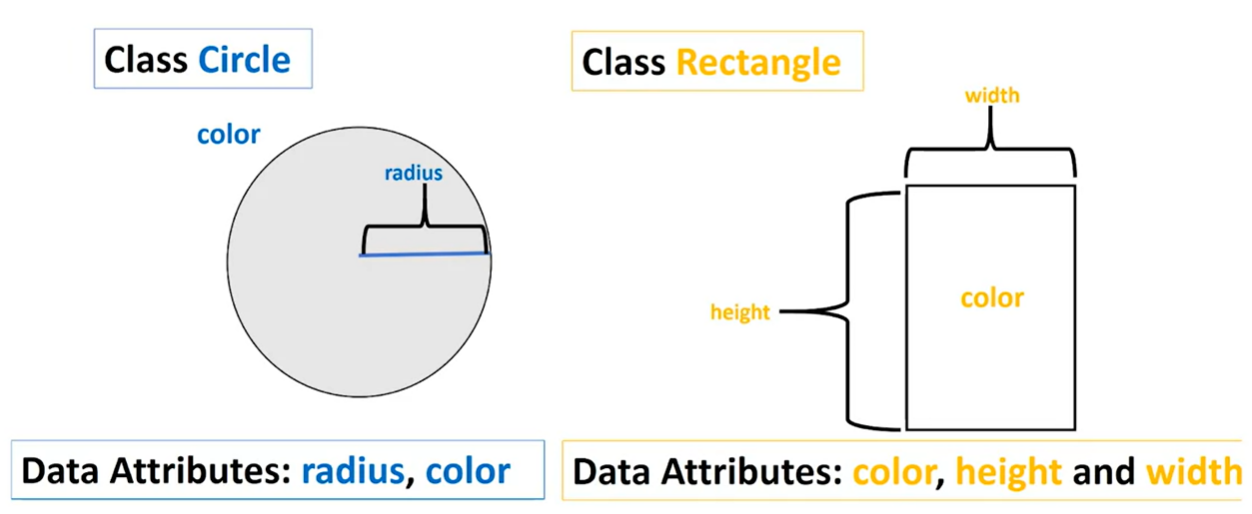 Class Circle
color
radius
Data Attributes: radius, color
Class Rectangle
width
height
color
Data Attributes: color, height and width